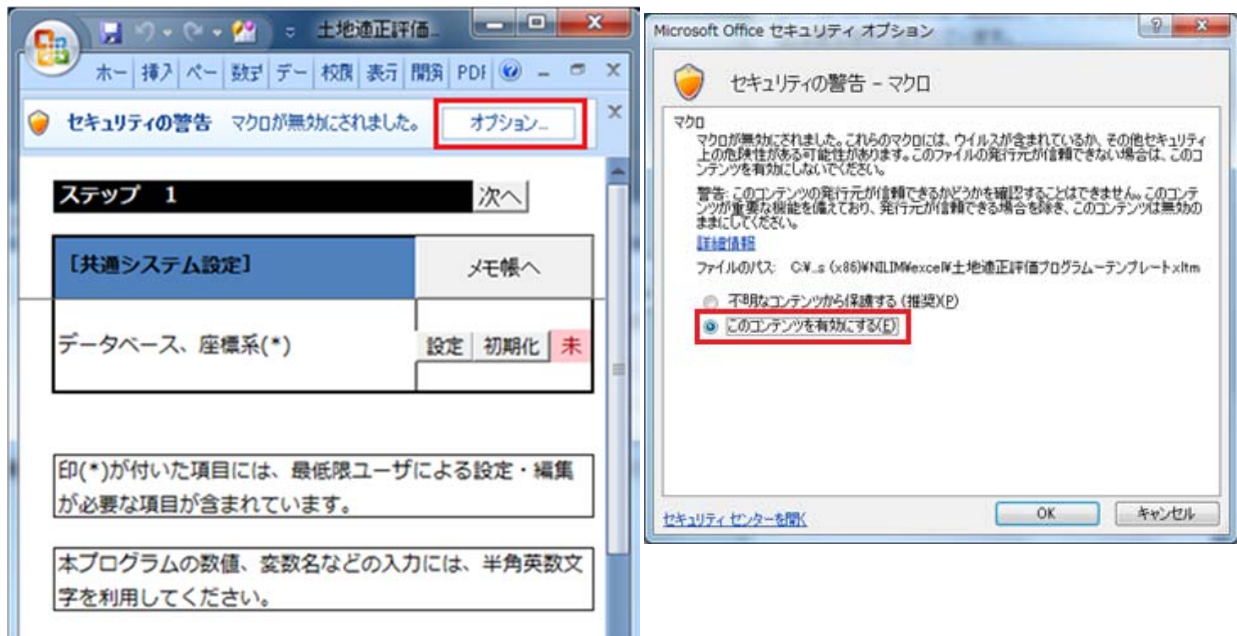 土地適正評価_
ホー 挿入 ペー 数式 デー 校閲 表示 開発 PDF
セキュリティの警告 マクロが無効にされました。 オプション...
ステップ 1 次へ
[共通システム設定] メモ帳へ
データベース、座標系(*) 設定 初期化 未
印(*)が付いた項目には、最低限ユーザによる設定・編集
が必要な項目が含まれています。
本プログラムの数値、変数名などの入力には、半角英数文
字を利用してください。
Microsoft Office セキュリティ オプション
セキュリティの警告 - マクロ
マクロ
マクロが無効にされました。これらのマクロには、ウイルスが含まれているか、その他セキュリティ
上の危険性がある可能性があります。このファイルの発行元が信頼できない場合は、このコ
ンテンツを有効にしないでください。
警告: このコンテンツの発行元が信頼できるかどうかを確認することはできません。このコンテ
ンツが重要な機能を備えており、発行元が信頼できる場合を除き、このコンテンツは無効の
ままにしてください。
詳細情報
ファイルのパス: C:¥...s (x86)¥NILIM¥excel¥土地適正評価プログラムーテンプレート.xltm
不明なコンテンツから保護する (推奨)(P)
このコンテンツを有効にする(E)
セキュリティ センターを開く OK キャンセル